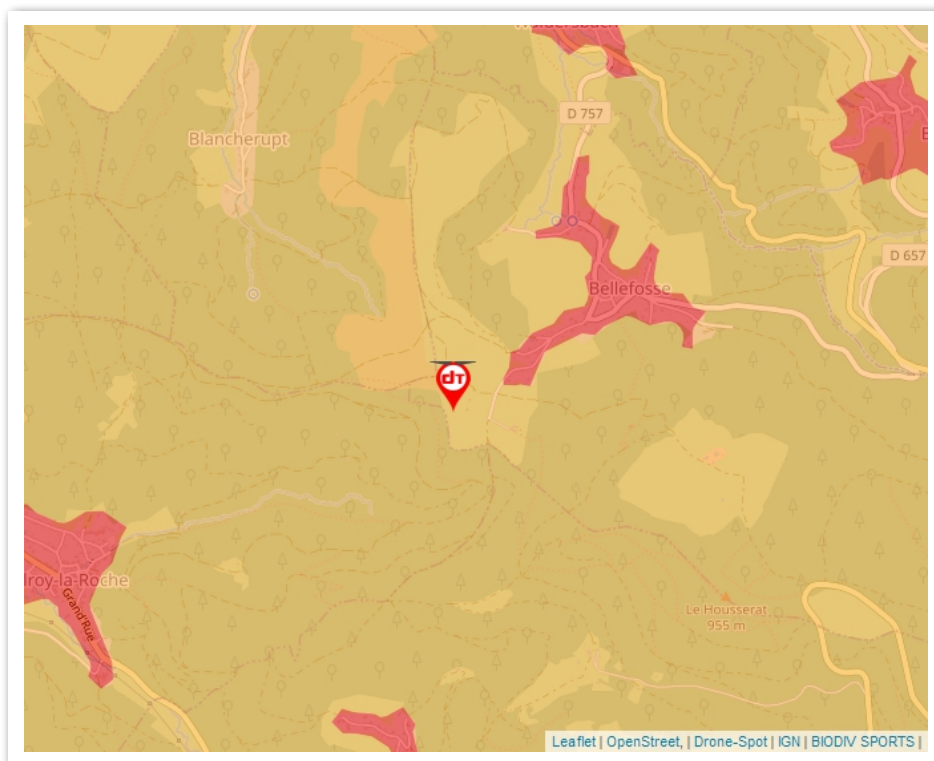 D 757
Blancherupt
D 657
Bellefosse
dT
lroy-la-Roche
Grand'Rue
Le Housserat
955 m
Leaflet | OpenStreet, | Drone-Spot | IGN | BIODIV SPORTS |